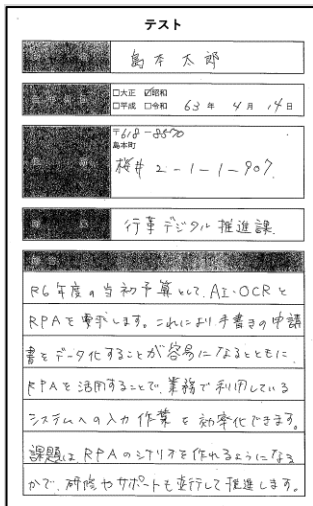 テスト
島本太郎
□大正 ☑昭和
□平成 □令和 63年 4月 14日
〒618-8570
島本町
桜井 2-1-1-907
行革デジタル推進課
R6年度の当初予算として、AI-OCRと
RPAを要求します。これにより手書きの申請
書をデータ化することが容易になるとともに、
RPAを活用することで、業務で利用している
システムへの入力作業を効率化できます。
課題は、RPAのシナリオを作れるようになる
かで、研修やサポートも並行して推進します。